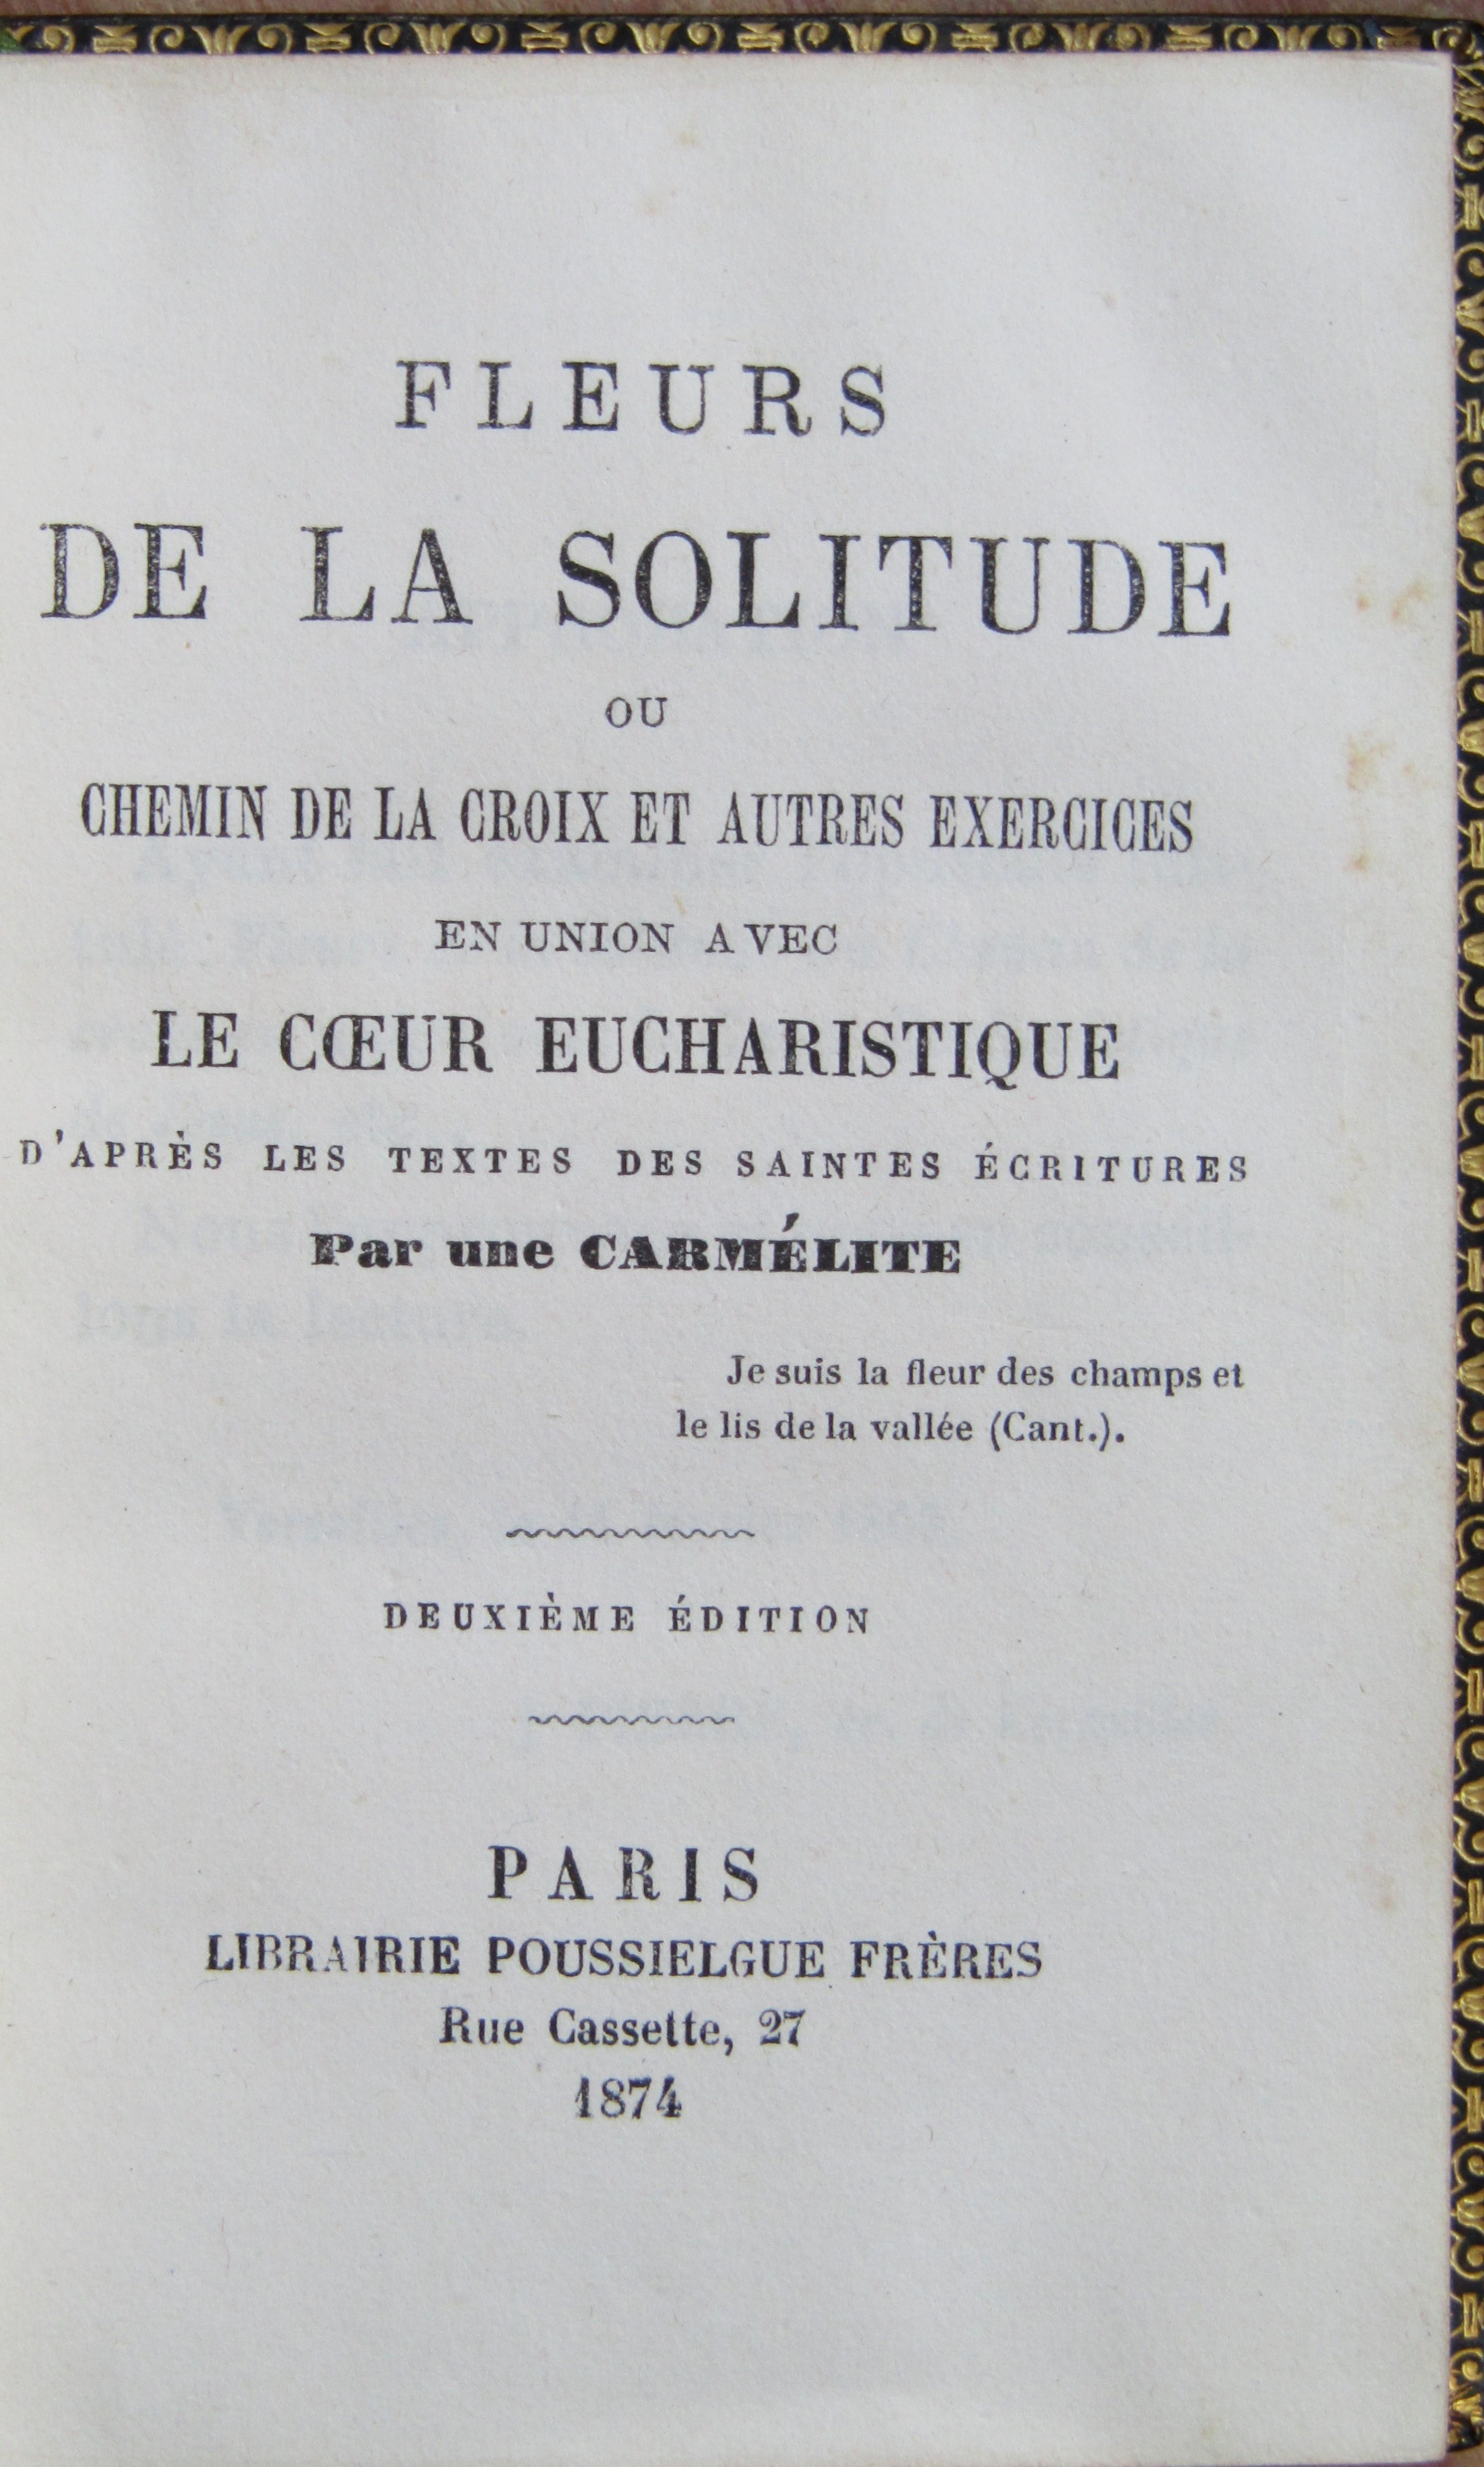 FLEURS
DE LA SOLITUDE
OU
CHEMIN DE LA CROIX ET AUTRES EXERCICES
EN UNION AVEC
LE CŒUR EUCHARISTIQUE
D'APRÈS LES TEXTES DES SAINTES ÉCRITURES
Par une CARMÉLITE
Je suis la fleur des champs et
le lis de la vallée (Cant.).
DEUXIÈME ÉDITION
PARIS
LIBRAIRIE POUSSIELGUE FRÈRES
Rue Cassette, 27
1874